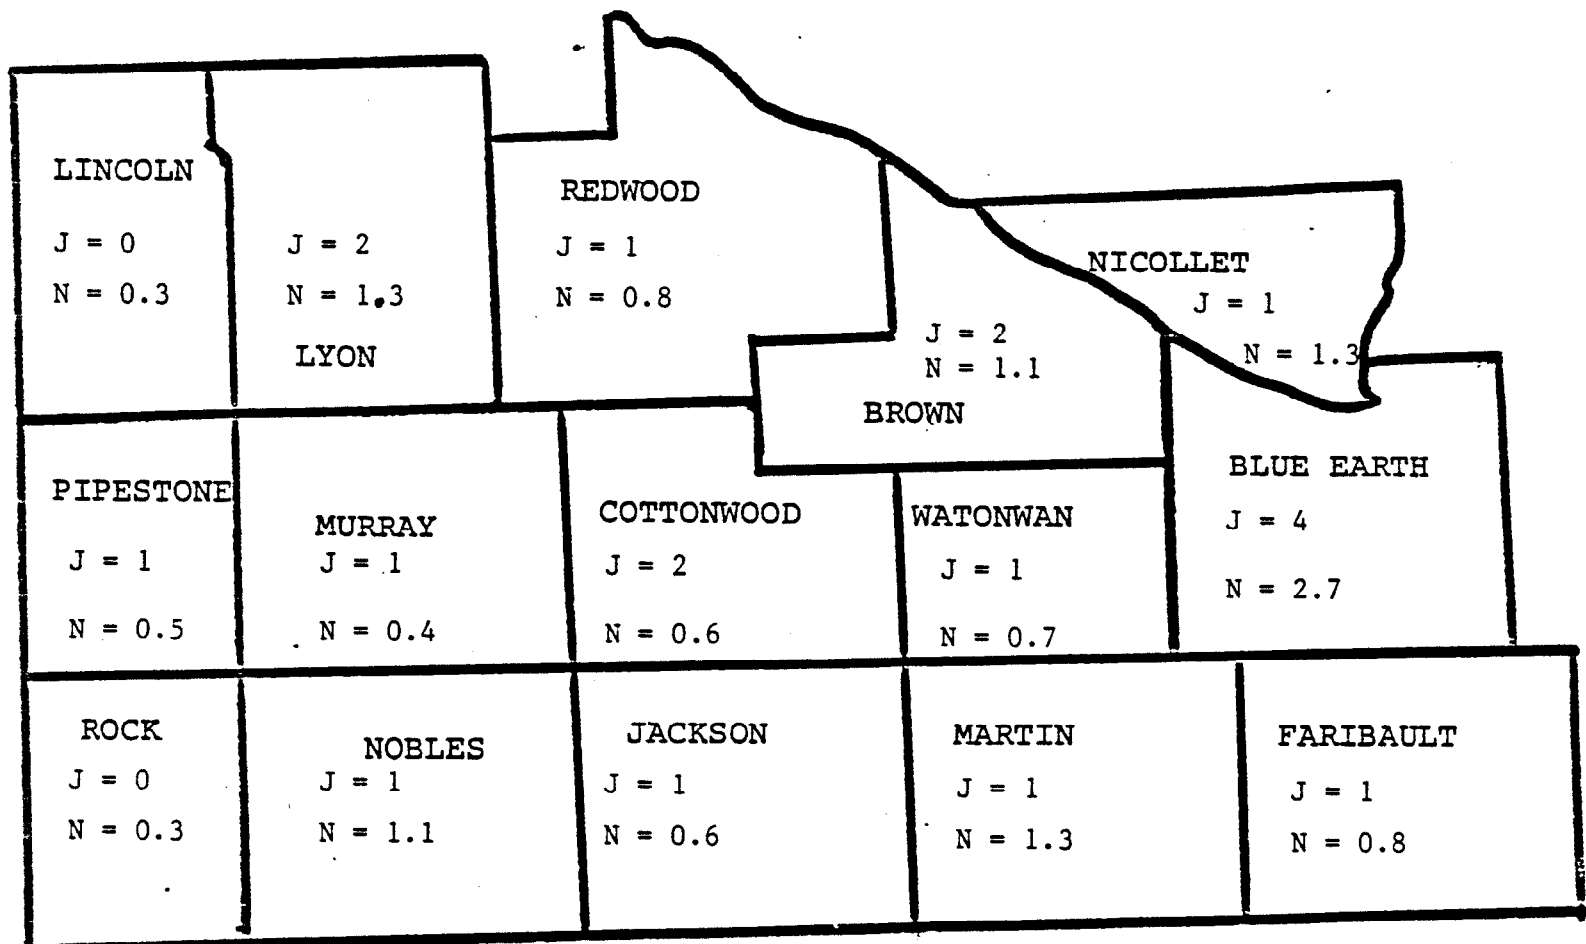 LINCOLN
J = 0
N = 0.3
J = 2
N = 1.3
LYON
REDWOOD
J = 1
N = 0.8
J = 2
N = 1.1
BROWN
NICOLLET
J = 1
N = 1.3
PIPESTONE
J = 1
N = 0.5
MURRAY
J = 1
N = 0.4
COTTONWOOD
J = 2
N = 0.6
WATONWAN
J = 1
N = 0.7
BLUE EARTH
J = 4
N = 2.7
ROCK
J = 0
N = 0.3
NOBLES
J = 1
N = 1.1
JACKSON
J = 1
N = 0.6
MARTIN
J = 1
N = 1.3
FARIBAULT
J = 1
N = 0.8